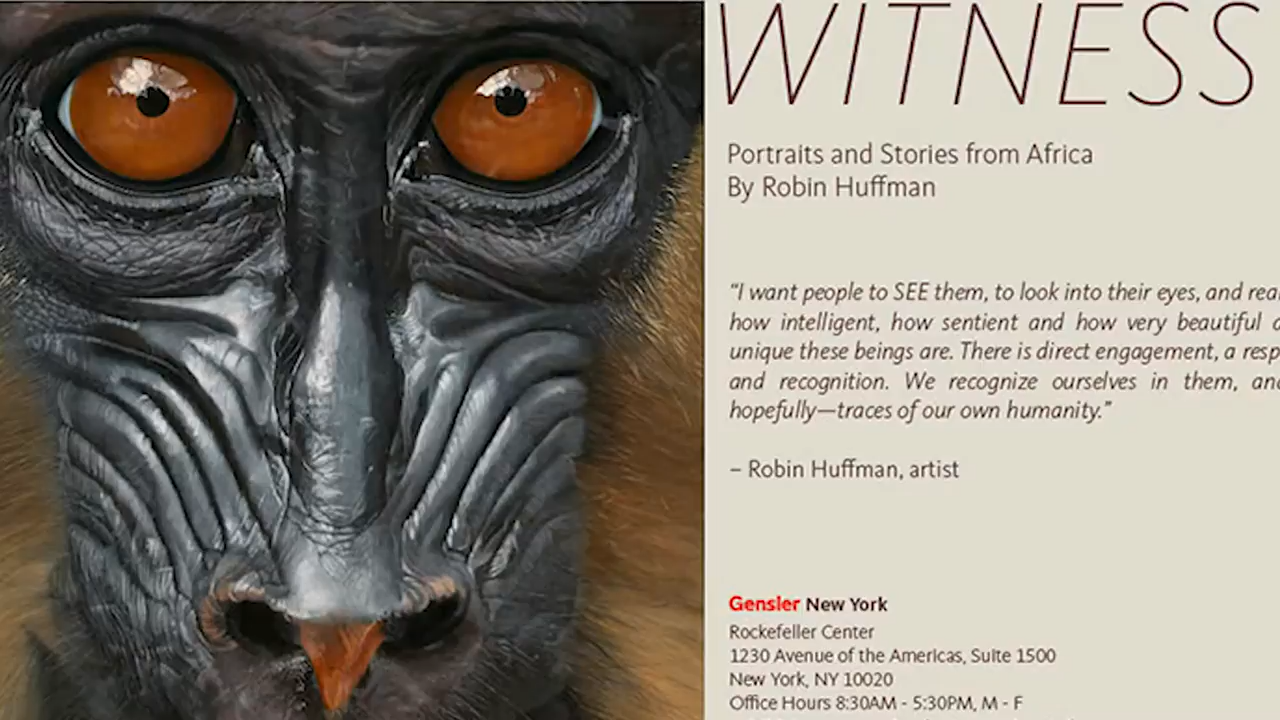 WITNESS
Portraits and Stories from Africa
By Robin Huffman
“I want people to SEE them, to look into their eyes, and
how intelligent, how sentient and how very beautiful
unique these beings are. There is direct engagement, a
and recognition. We recognize ourselves in them,
hopefully—traces of our own humanity.”
– Robin Huffman, artist
Gensler New York
Rockefeller Center
1230 Avenue of the Americas, Suite 1500
New York, NY 10020
Office Hours 8:30AM - 5:30PM, M - F